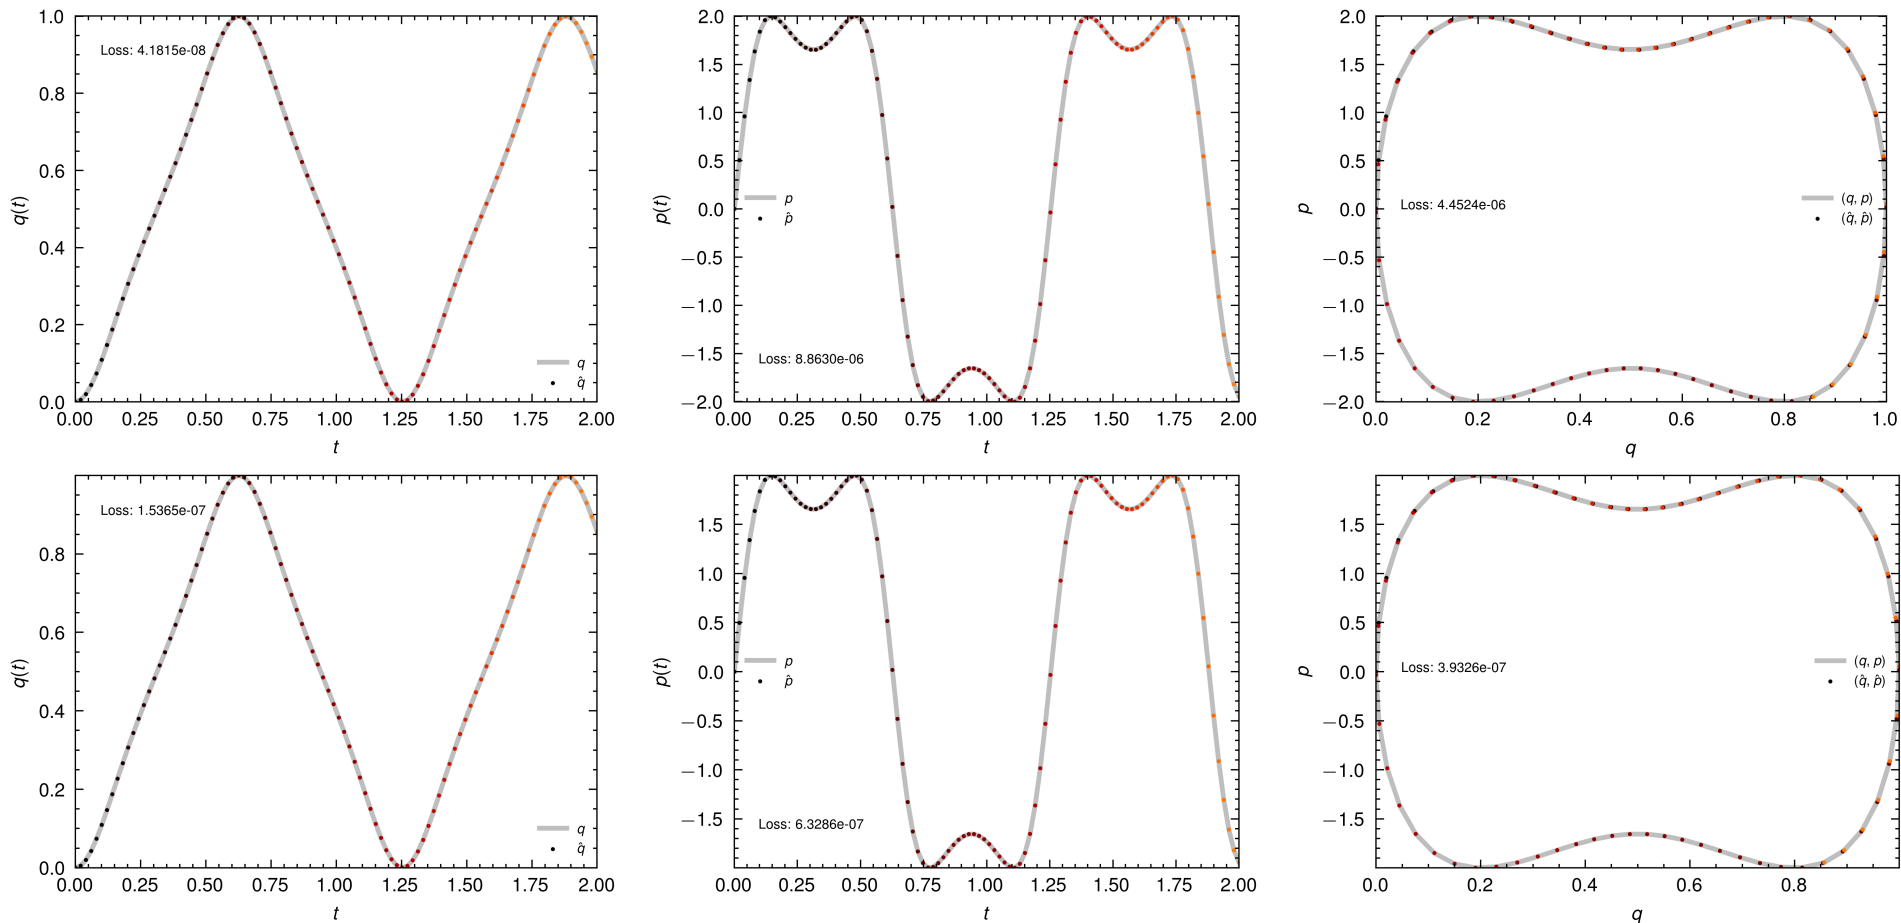 1.0
0.8
0.6
0.4
0.2
0.0
q(t)
Loss: 4.1815e-08
q
q̂
0.00 0.25 0.50 0.75 1.00 1.25 1.50 1.75 2.00
t
2.0
1.5
1.0
0.5
0.0
−0.5
−1.0
−1.5
−2.0
p(t)
p
p̂
Loss: 8.8630e-06
0.00 0.25 0.50 0.75 1.00 1.25 1.50 1.75 2.00
t
2.0
1.5
1.0
0.5
0.0
−0.5
−1.0
−1.5
−2.0
p
Loss: 4.4524e-06
(q, p)
(q̂, p̂)
0.0 0.2 0.4 0.6 0.8 1.0
q
0.8
0.6
0.4
0.2
0.0
q(t)
Loss: 1.5365e-07
q
q̂
0.00 0.25 0.50 0.75 1.00 1.25 1.50 1.75 2.00
t
1.5
1.0
0.5
0.0
−0.5
−1.0
−1.5
p(t)
p
p̂
Loss: 6.3286e-07
0.00 0.25 0.50 0.75 1.00 1.25 1.50 1.75 2.00
t
1.5
1.0
0.5
0.0
−0.5
−1.0
−1.5
p
Loss: 3.9326e-07
(q, p)
(q̂, p̂)
0.0 0.2 0.4 0.6 0.8
q